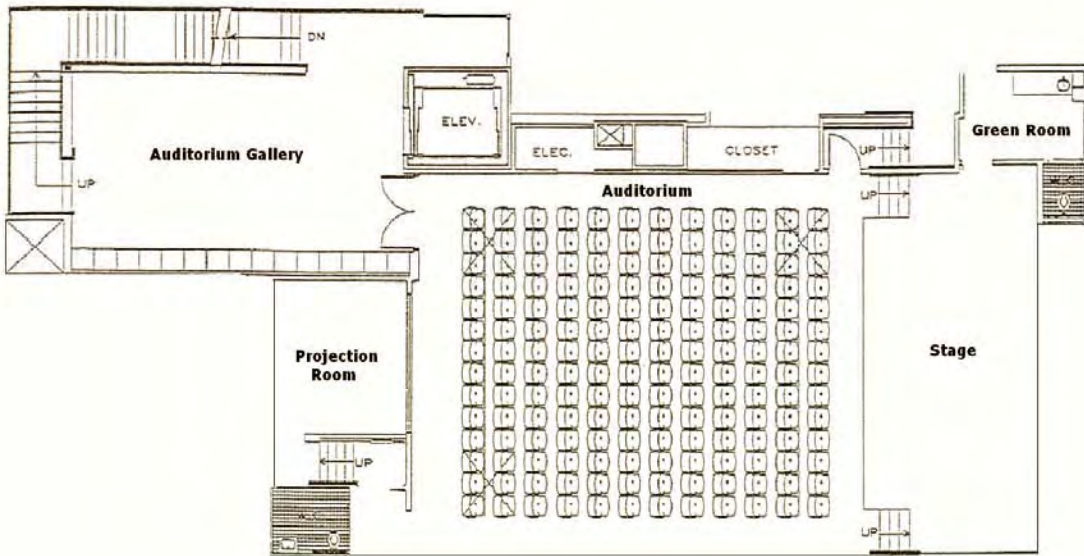 DN
ELEV.
Green Room
Auditorium Gallery
ELEC.
CLOSET
UP
UP
Auditorium
UP
Projection
Room
Stage
UP
UP